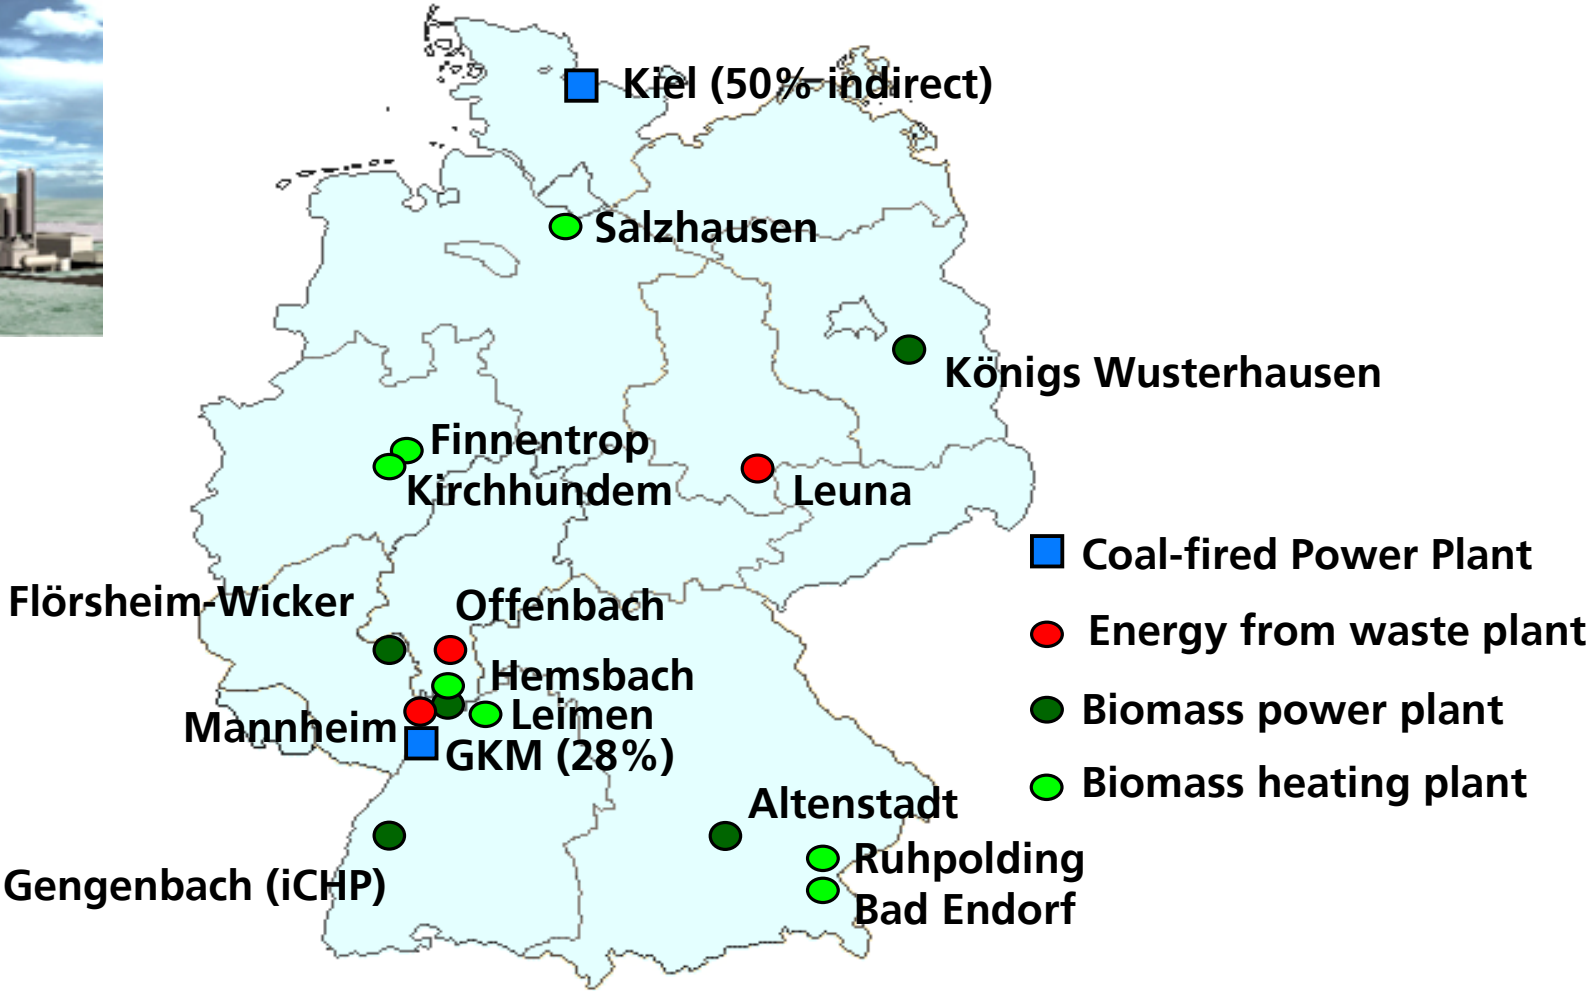 Kiel (50% indirect)
Salzhausen
Königs Wusterhausen
Finnentrop
Kirchhundem
Leuna
Coal-fired Power Plant
Flörsheim-Wicker
Offenbach
Energy from waste plant
Hemsbach
Biomass power plant
Mannheim
Leimen
GKM (28%)
Biomass heating plant
Altenstadt
Ruhpolding
Gengenbach (iCHP)
Bad Endorf